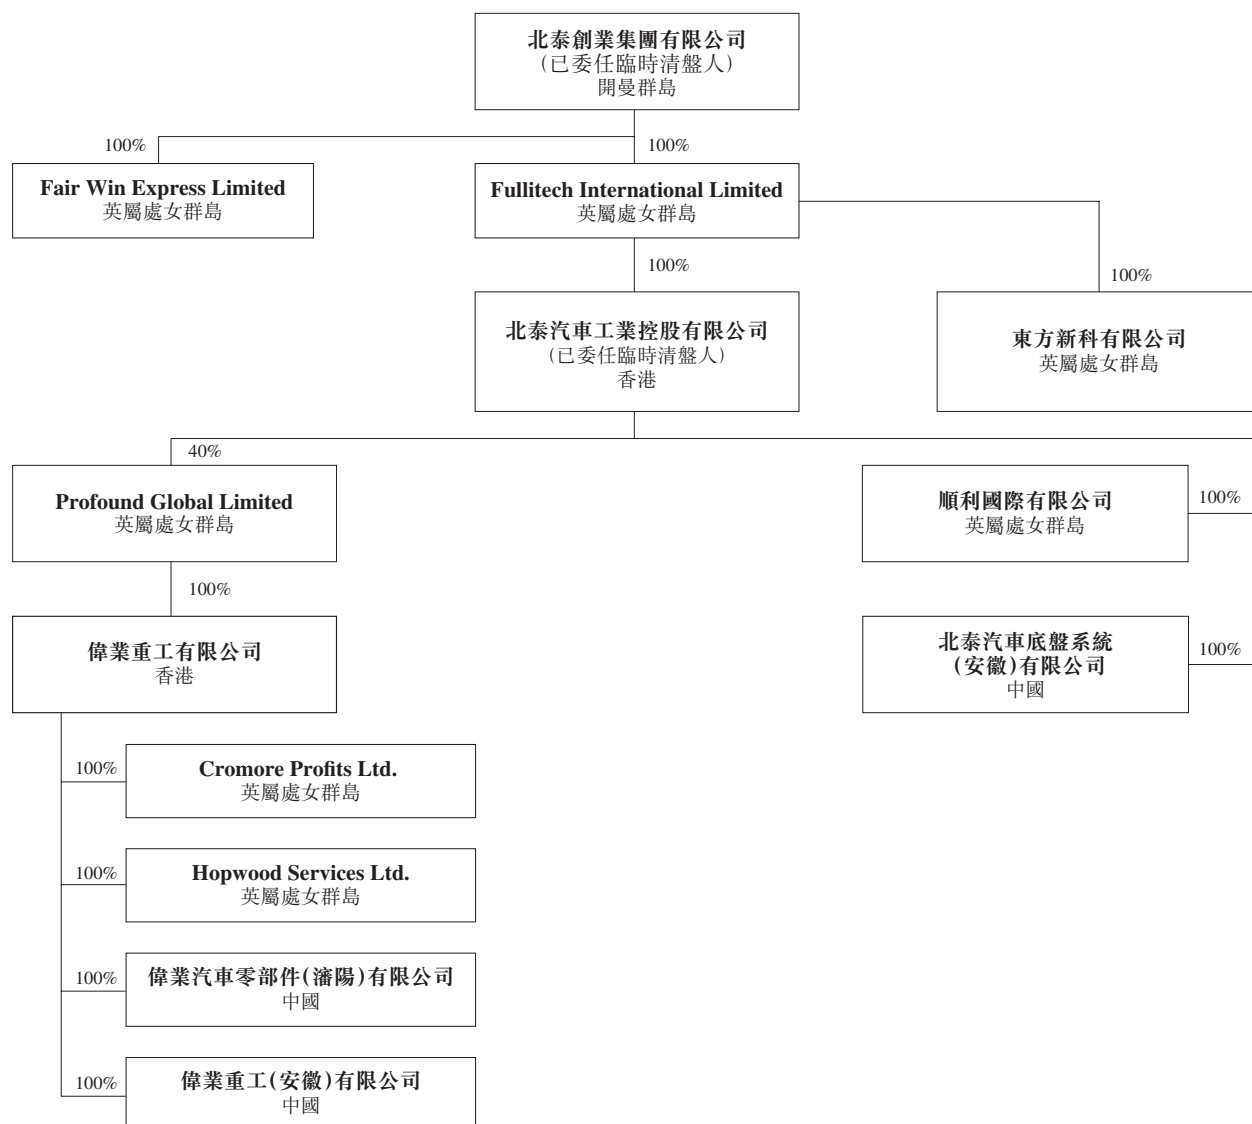 北泰創業集團有限公司
(已委任臨時清盤人)
開曼群島
100%
100%
Fair Win Express Limited
英屬處女群島
Fullitech International Limited
英屬處女群島
100%
100%
北泰汽車工業控股有限公司
(已委任臨時清盤人)
香港
東方新科有限公司
英屬處女群島
40%
Profound Global Limited
英屬處女群島
順利國際有限公司
英屬處女群島
100%
100%
偉業重工有限公司
香港
北泰汽車底盤系統
(安徽)有限公司
中國
100%
100%
Cromore Profits Ltd.
英屬處女群島
100%
Hopwood Services Ltd.
英屬處女群島
100%
偉業汽車零部件(瀋陽)有限公司
中國
100%
偉業重工(安徽)有限公司
中國